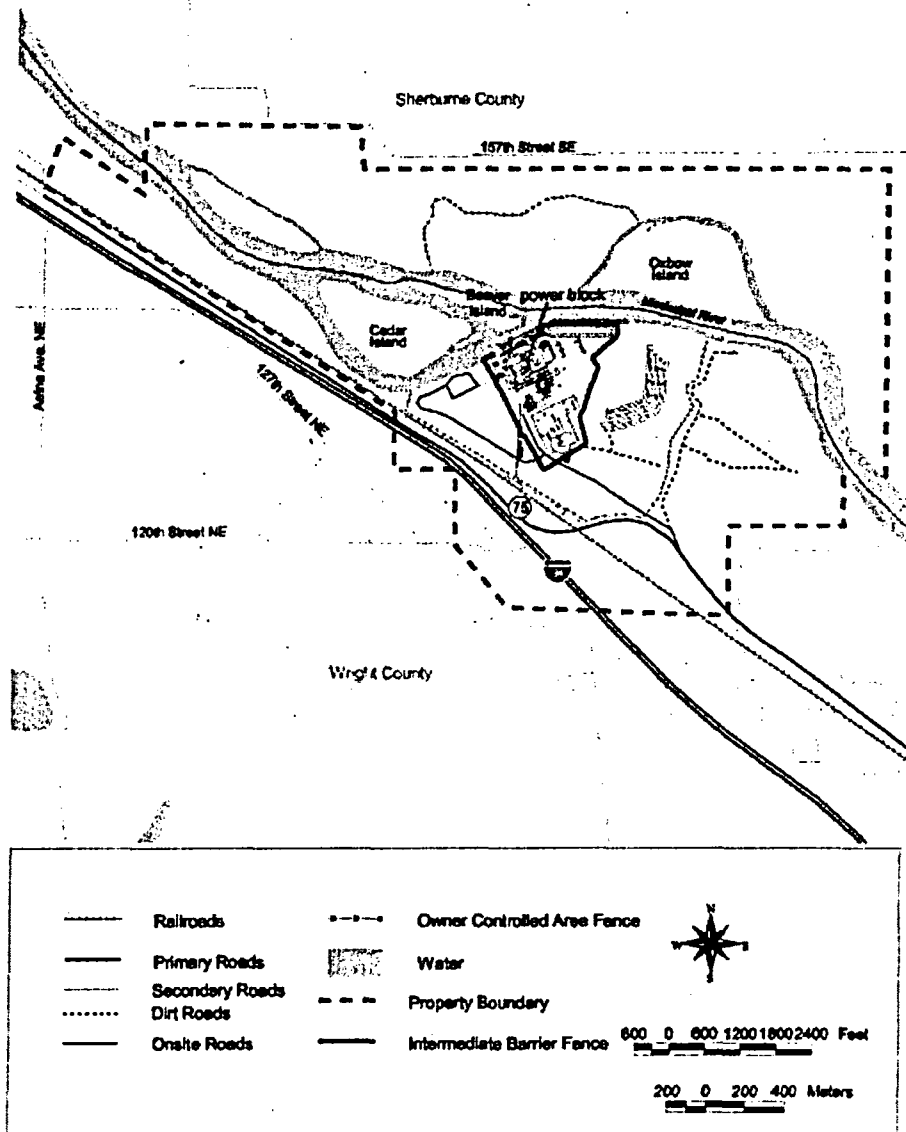 Sherburne County
157th Street SE
Oxbow
Island
Beaver
Island
power block
Mississippi River
Cedar
Island
Acine Ave. NE
127th Street NE
75
120th Street NE
Wright County
Railroads
Primary Roads
Secondary Roads
Dirt Roads
Onsite Roads
Owner Controlled Area Fence
Water
Property Boundary
Intermediate Barrier Fence
N
W
E
S
600 0 600 1200 1800 2400 Feet
200 0 200 400 Meters